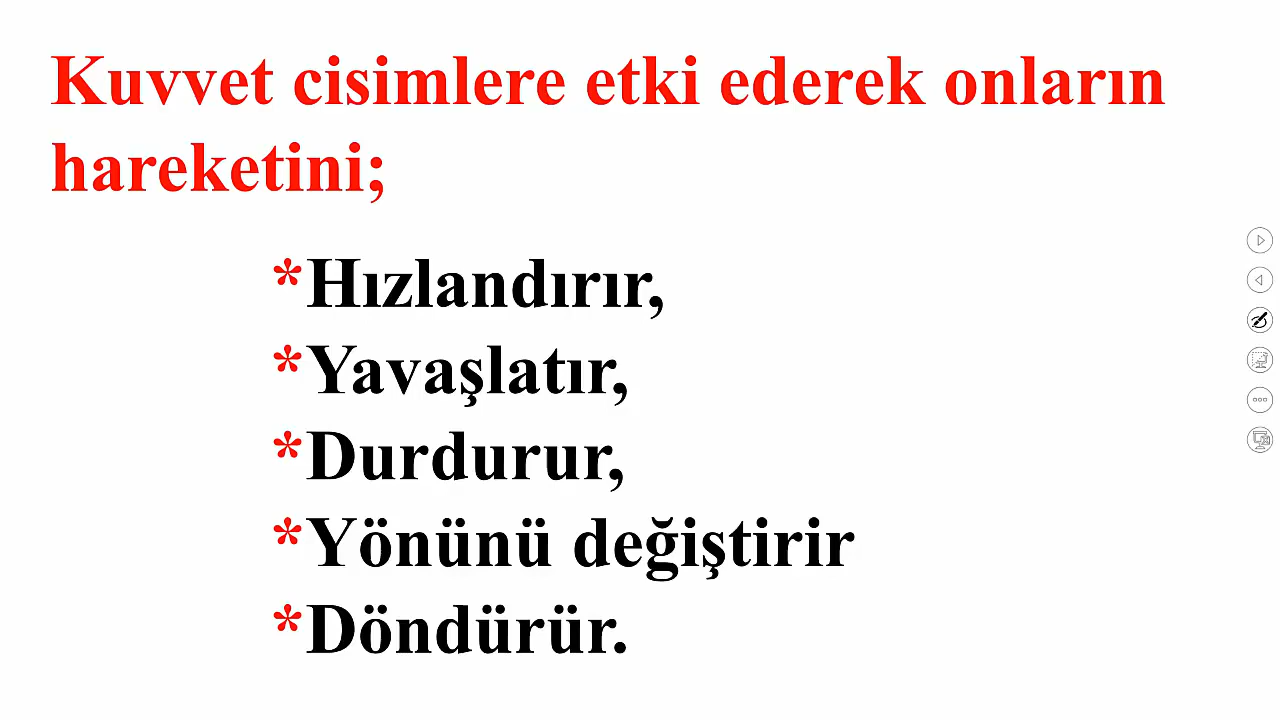 Kuvvet cisimlere etki ederek onların
hareketini;
*Hızlandırır,
*Yavaşlatır,
*Durdurur,
*Yönünü değiştirir
*Döndürür.